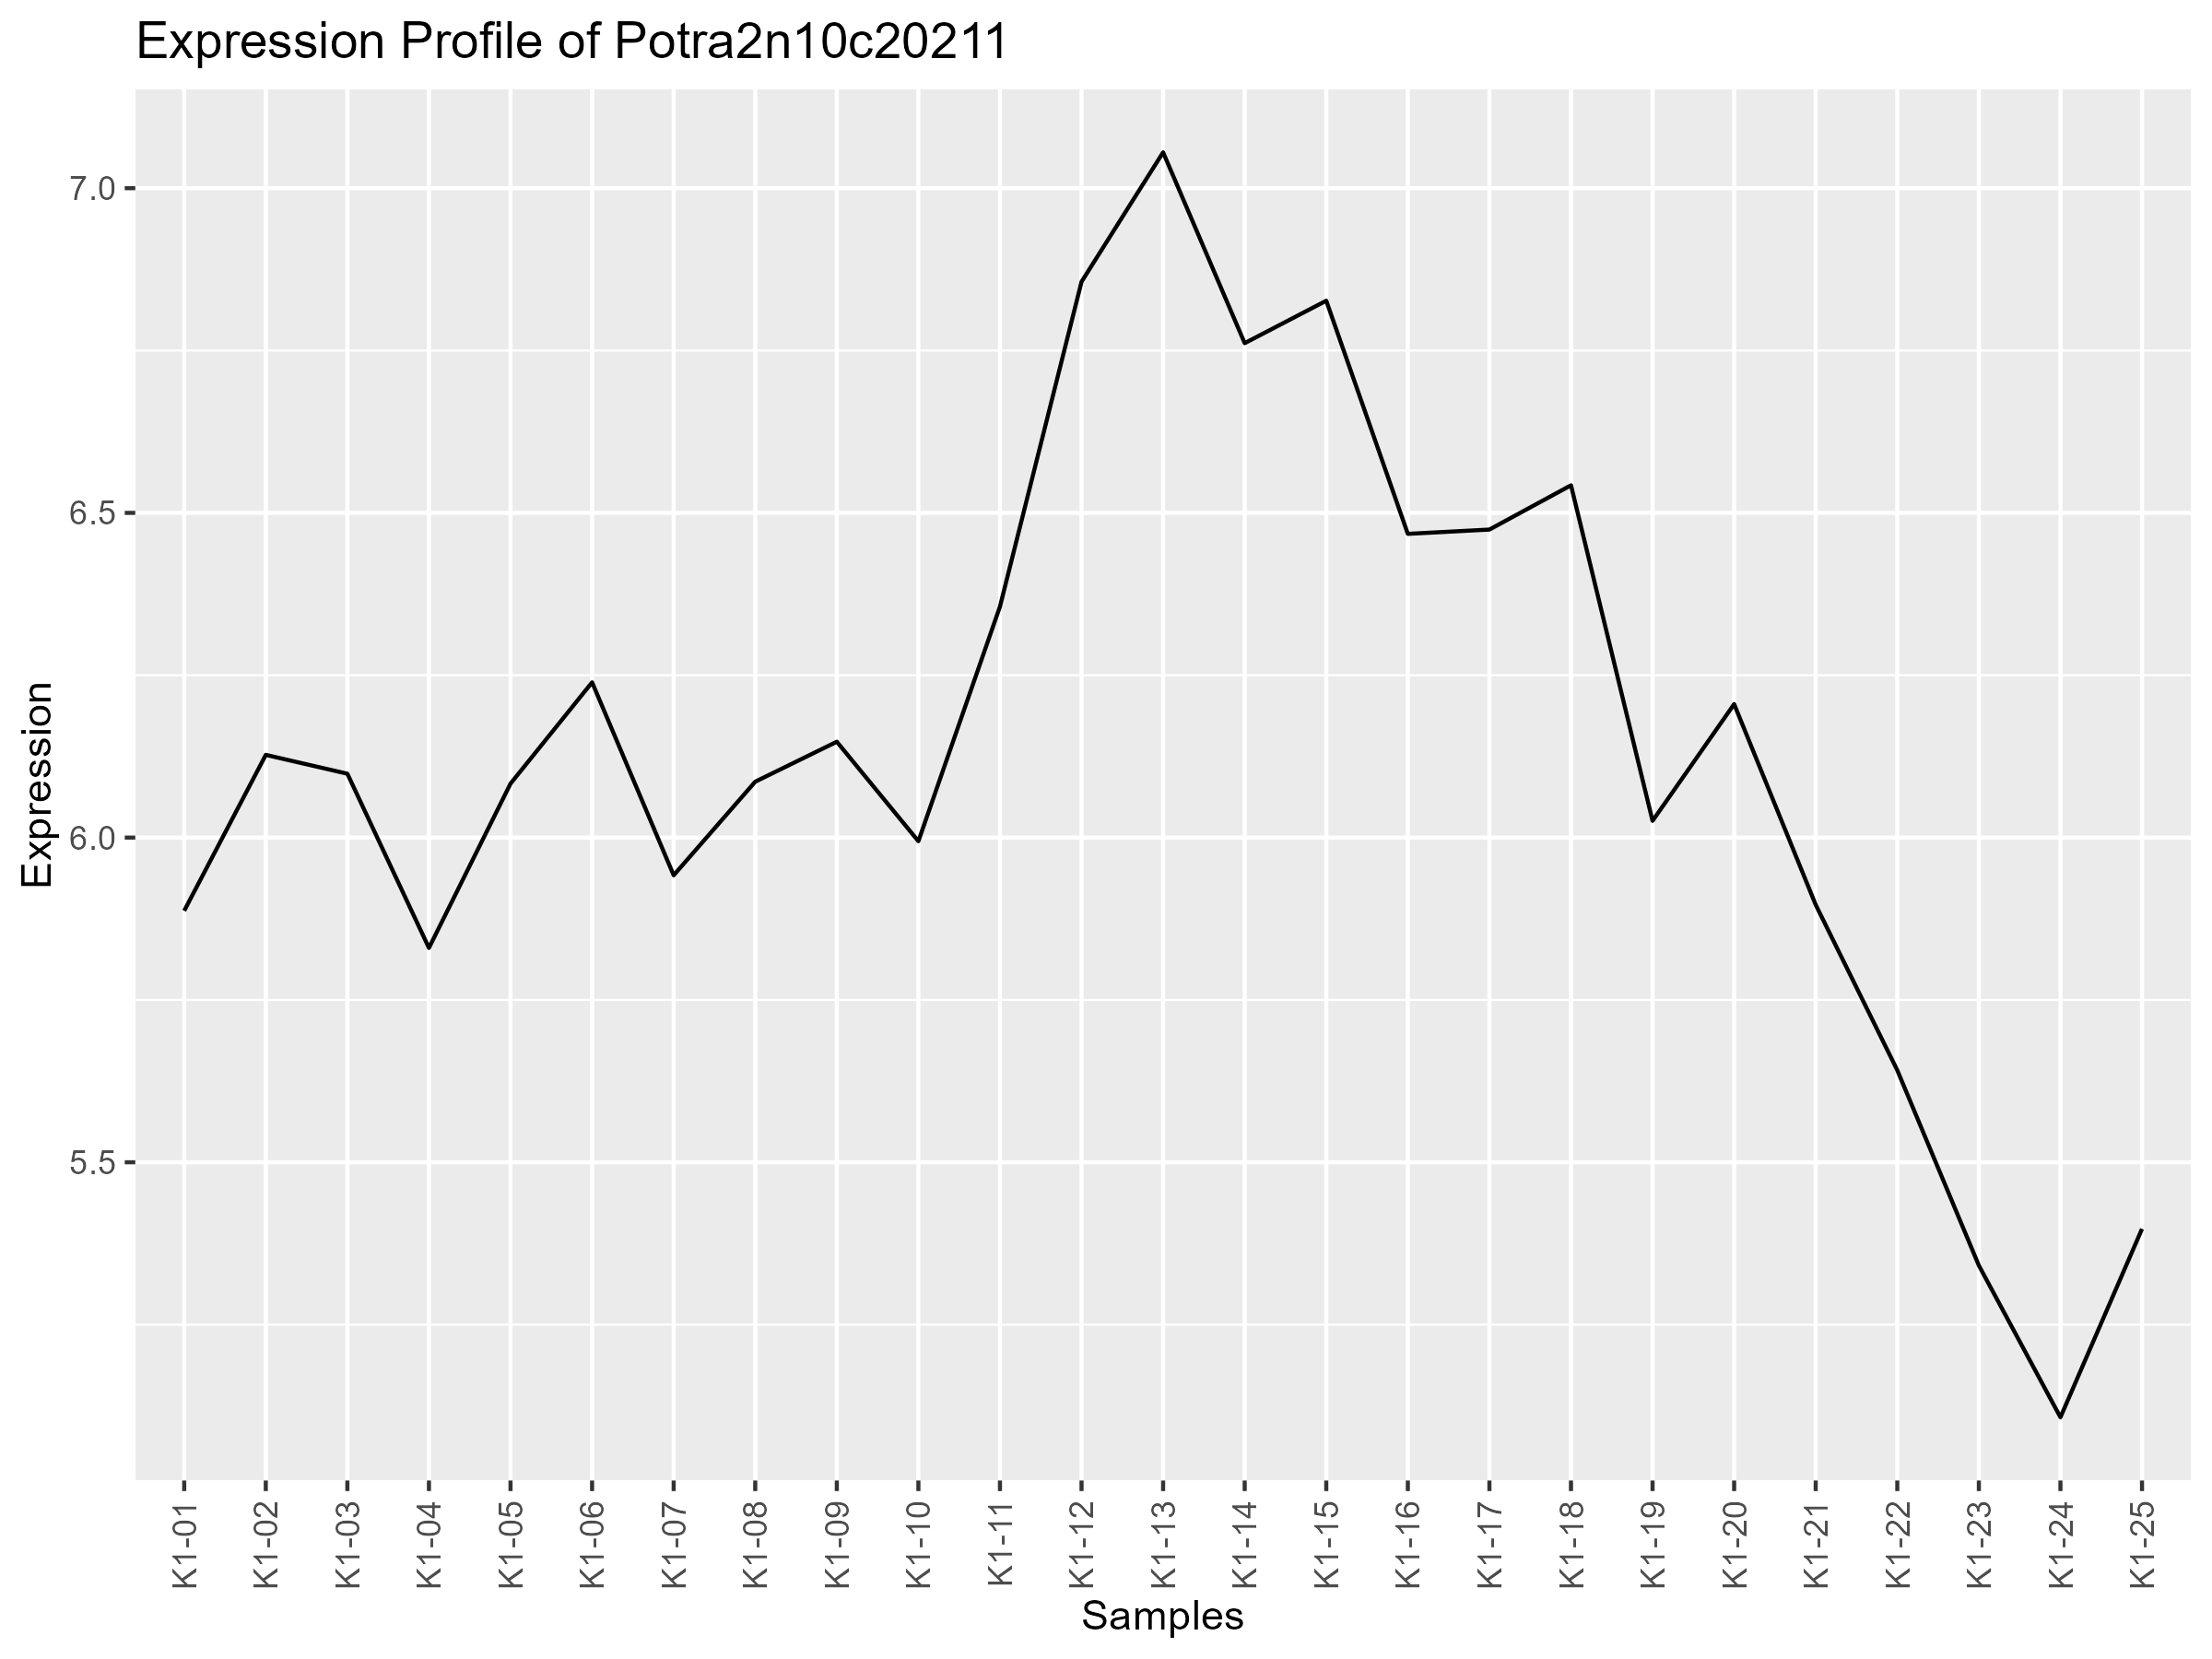 Expression Profile of Potra2n10c20211
7.0
6.5
6.0
5.5
Expression
K1-01
K1-02
K1-03
K1-04
K1-05
K1-06
K1-07
K1-08
K1-09
K1-10
K1-11
K1-12
K1-13
K1-14
K1-15
K1-16
K1-17
K1-18
K1-19
K1-20
K1-21
K1-22
K1-23
K1-24
K1-25
Samples